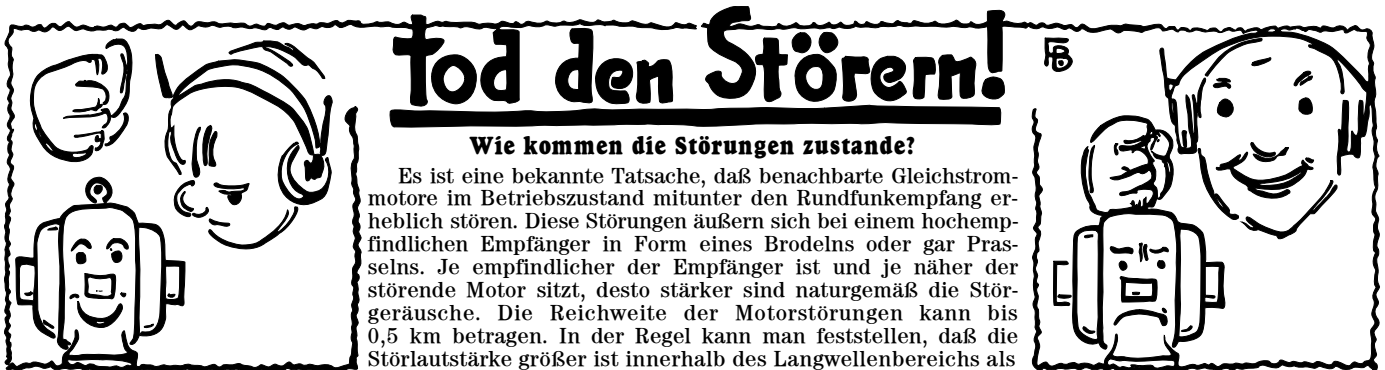 Tod den Störern!
FB
Wie kommen die Störungen zustande?
Es ist eine bekannte Tatsache, daß benachbarte Gleichstrom-
motore im Betriebszustand mitunter den Rundfunkempfang er-
heblich stören. Diese Störungen äußern sich bei einem hochemp-
findlichen Empfänger in Form eines Brodelns oder gar Pras-
selns. Je empfindlicher der Empfänger ist und je näher der
störende Motor sitzt, desto stärker sind naturgemäß die Stör-
geräusche. Die Reichweite der Motorstörungen kann bis
0,5 km betragen. In der Regel kann man feststellen, daß die
Störlautstärke größer ist innerhalb des Langwellenbereichs als